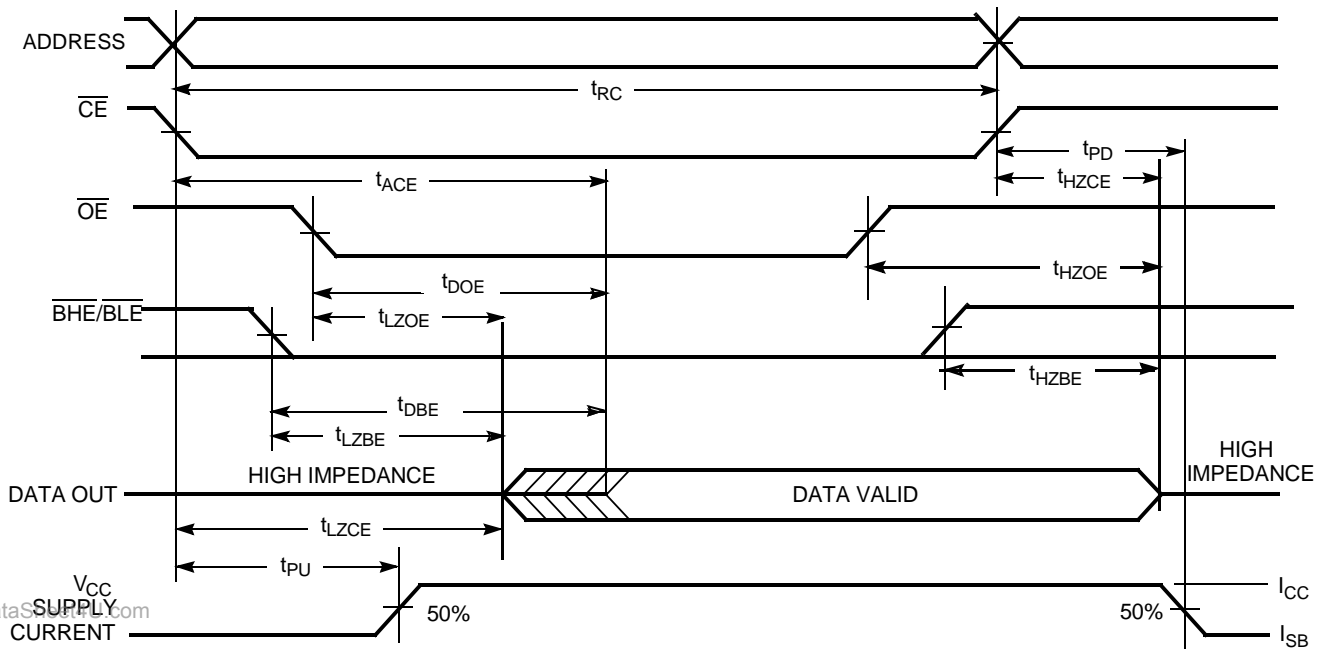 ADDRESS
tRC
CE
tPD
tACE
tHZCE
OE
tHZOE
tDOE
BHE/BLE
tLZOE
tHZBE
tDBE
tLZBE
HIGH IMPEDANCE
HIGH
IMPEDANCE
DATA OUT
DATA VALID
tLZCE
tPU
VCC
SUPPLY
CURRENT
50%
50%
ICC
ISB